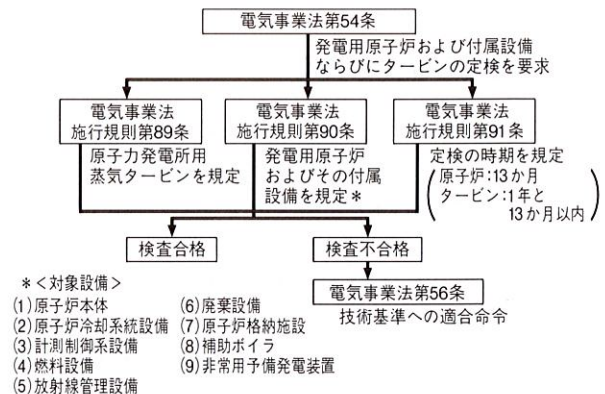 電気事業法第54条
発電用原子炉および付属設備
ならびにタービンの定検を要求
電気事業法
施行規則第89条
電気事業法
施行規則第90条
電気事業法
施行規則第91条
原子力発電所用
蒸気タービンを規定
発電用原子炉
およびその付属
設備を規定*
定検の時期を規定
(原子炉:13か月
タービン:1年と
13か月以内)
検査合格
検査不合格
電気事業法第56条
技術基準への適合命令
*<対象設備>
(1)原子炉本体
(2)原子炉冷却系統設備
(3)計測制御系設備
(4)燃料設備
(5)放射線管理設備
(6)廃棄設備
(7)原子炉格納施設
(8)補助ボイラ
(9)非常用予備発電装置